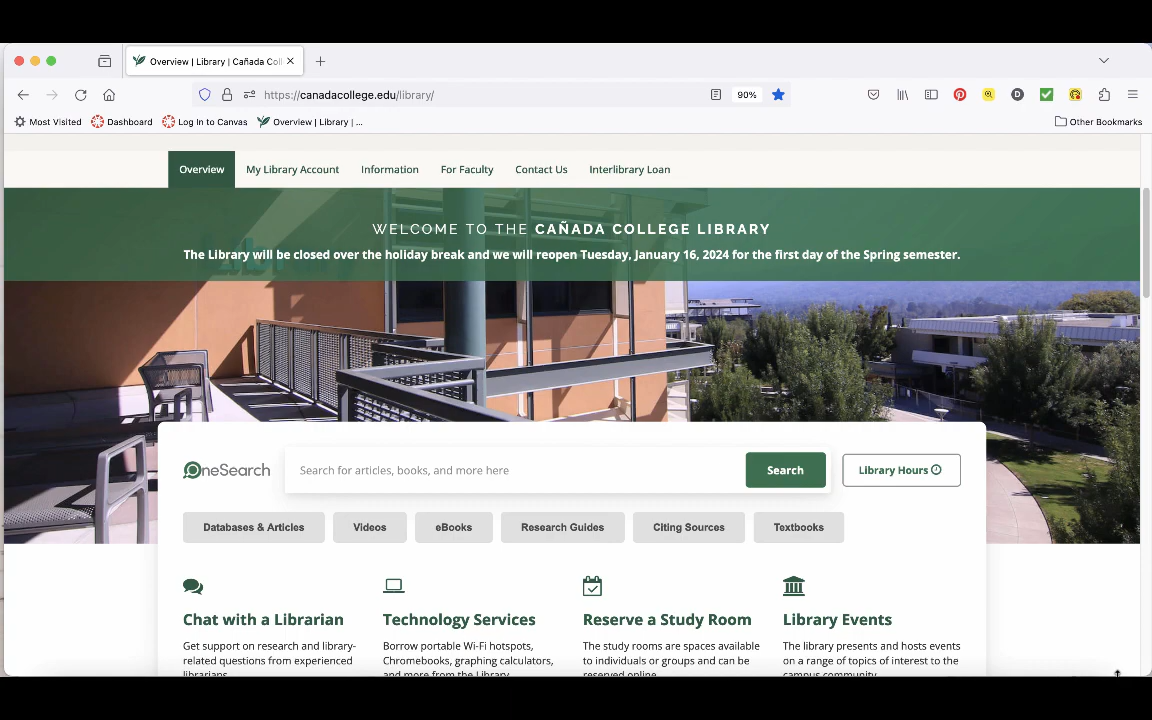 Overview | Library | Cañada Col
https://canadacollege.edu/library/
90%
Most Visited
Dashboard
Log In to Canvas
Overview | Library | ...
Other Bookmarks
Overview
My Library Account
Information
For Faculty
Contact Us
Interlibrary Loan
WELCOME TO THE CAÑADA COLLEGE LIBRARY
The Library will be closed over the holiday break and we will reopen Tuesday, January 16, 2024 for the first day of the Spring semester.
OneSearch
Search for articles, books, and more here
Search
Library Hours
Databases & Articles
Videos
eBooks
Research Guides
Citing Sources
Textbooks
Chat with a Librarian
Get support on research and library-
related questions from experienced
librarians.
Technology Services
Borrow portable Wi-Fi hotspots,
Chromebooks, graphing calculators,
and more from the Library.
Reserve a Study Room
The study rooms are spaces available
to individuals or groups and can be
reserved online.
Library Events
The library presents and hosts events
on a range of topics of interest to the
campus community.